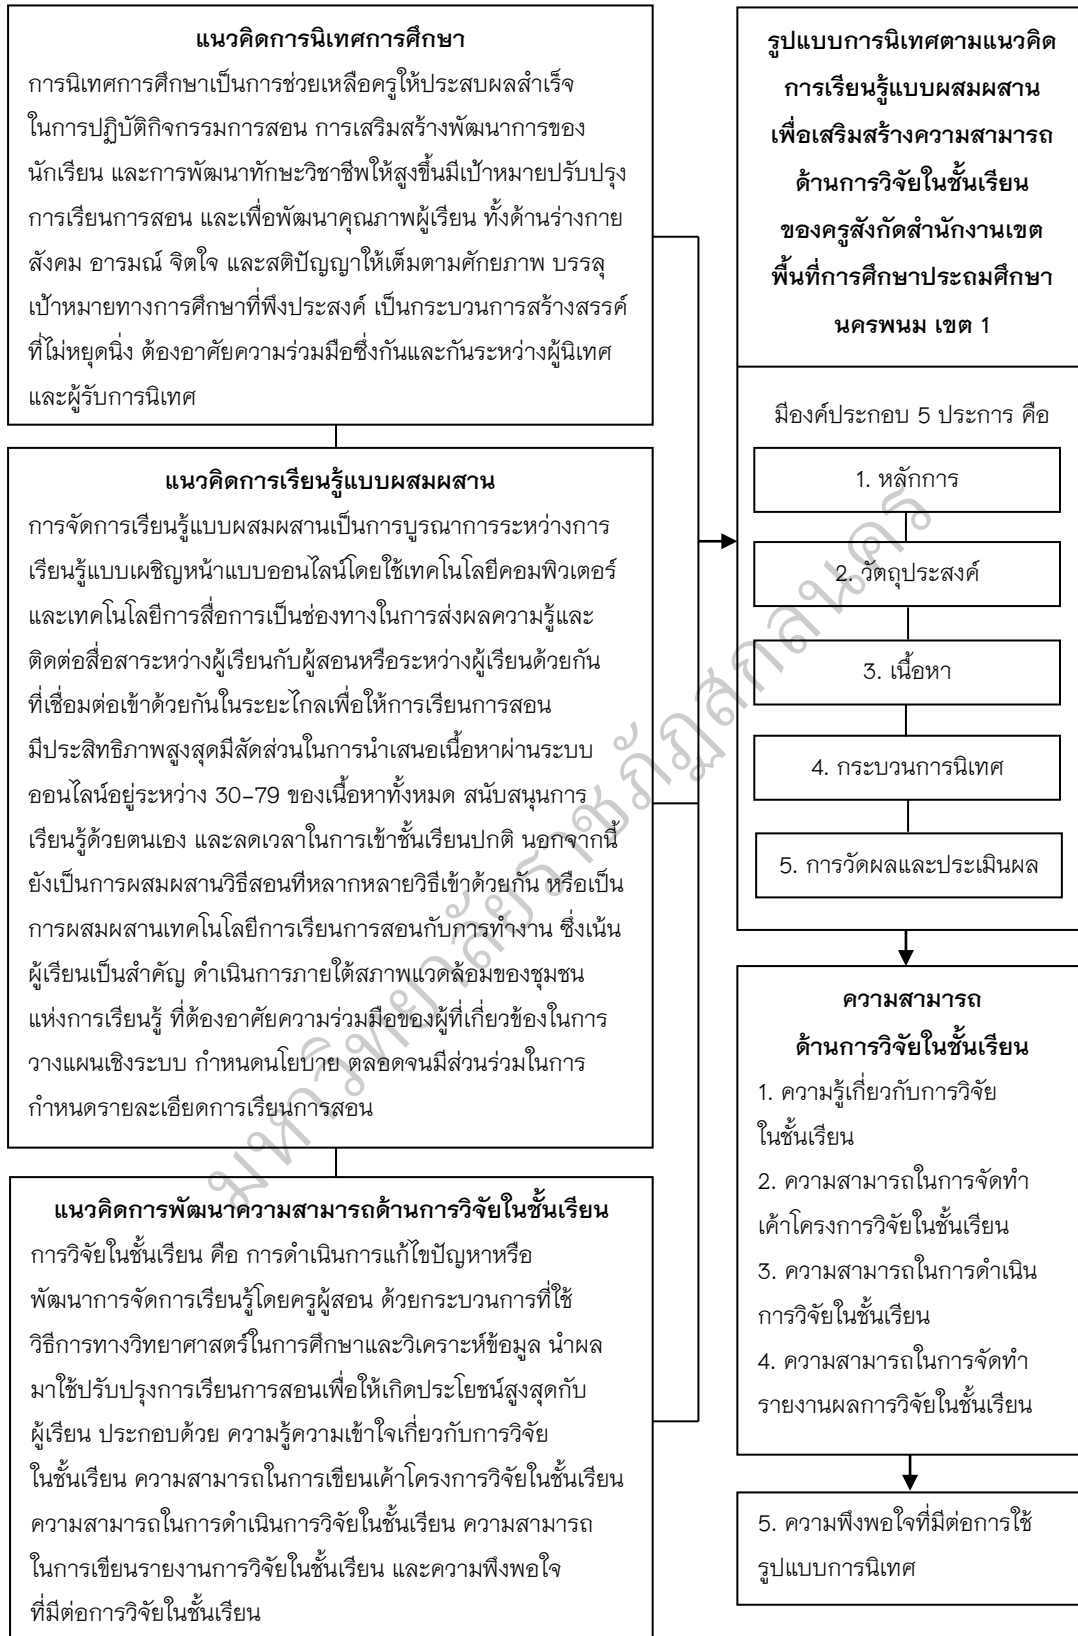 แนวคิดการนิเทศการศึกษา
การนิเทศการศึกษาเป็นการช่วยเหลือครูให้ประสบผลสำเร็จ
ในการปฏิบัติกิจกรรมการสอน การเสริมสร้างพัฒนาการของ
นักเรียน และการพัฒนาทักษะวิชาชีพให้สูงขึ้นมีเป้าหมายปรับปรุง
การเรียนการสอน และเพื่อพัฒนาคุณภาพผู้เรียน ทั้งด้านร่างกาย
สังคม อารมณ์ จิตใจ และสติปัญญาให้เต็มตามศักยภาพ บรรลุ
เป้าหมายทางการศึกษาที่พึงประสงค์ เป็นกระบวนการสร้างสรรค์
ที่ไม่หยุดนิ่ง ต้องอาศัยความร่วมมือซึ่งกันและกันระหว่างผู้นิเทศ
และผู้รับการนิเทศ
แนวคิดการเรียนรู้แบบผสมผสาน
การจัดการเรียนรู้แบบผสมผสานเป็นการบูรณาการระหว่างการ
เรียนรู้แบบเผชิญหน้าแบบออนไลน์โดยใช้เทคโนโลยีคอมพิวเตอร์
และเทคโนโลยีการสื่อการเป็นช่องทางในการส่งผลความรู้และ
ติดต่อสื่อสาระหว่างผู้เรียนกับผู้สอนหรือระหว่างผู้เรียนด้วยกัน
ที่เชื่อมต่อเข้าด้วยกันในระยะไกลเพื่อให้การเรียนการสอน
มีประสิทธิภาพสูงสุดมีสัดส่วนในการนำเสนอเนื้อหาผ่านระบบ
ออนไลน์อยู่ระหว่าง 30-79 ของเนื้อหาทั้งหมด สนับสนุนการ
เรียนรู้ด้วยตนเอง และลดเวลาในการเข้าชั้นเรียนปกติ นอกจากนี้
ยังเป็นการผสมผสานวิธีสอนทีหลากหลายวิธีเข้าด้วยกัน หรือเป็น
การผสมผสานเทคโนโลยีการเรียนการสอนกับการทำงาน ซึ่งเน้น
ผู้เรียนเป็นสำคัญ ดำเนินการภายใต้สภาพแวดล้อมของชุมชน
แห่งการเรียนรู้ ที่ต้องอาศัยความร่วมมือของผู้ที่เกี่ยวข้องในการ
วางแผนเชิงระบบ กำหนดนโยบาย ตลอดจนมีส่วนร่วมในการ
กำหนดรายละเอียดการเรียนการสอน
แนวคิดการพัฒนาความสามารถด้านการวิจัยในชั้นเรียน
การวิจัยในชั้นเรียน คือ การดำเนินการแก้ไขปัญหาหรือ
พัฒนาการจัดการเรียนรู้โดยครูผู้สอน ด้วยกระบวนการที่ใช้
วิธีการทางวิทยาศาสตร์ในการศึกษาและวิเคราะห์ข้อมูล นำผล
มาใช้ปรับปรุงการเรียนการสอนเพื่อให้เกิดประโยชน์สูงสุดกับ
ผู้เรียน ประกอบด้วย ความรู้ความเข้าใจเกี่ยวกับการวิจัย
ในชั้นเรียน ความสามารถในการเขียนเค้าโครงการวิจัยในชั้นเรียน
ความสามารถในการดำเนินการวิจัยในชั้นเรียน ความสามารถ
ในการเขียนรายงานการวิจัยในชั้นเรียน และความพึงพอใจ
ที่มีต่อการวิจัยในชั้นเรียน
รูปแบบการนิเทศตามแนวคิด
การเรียนรู้แบบผสมผสาน
เพื่อเสริมสร้างความสามารถ
ด้านการวิจัยในชั้นเรียน
ของครูสังกัดสำนักงานเขต
พื้นที่การศึกษาประถมศึกษา
นครพนม เขต 1
มีองค์ประกอบ 5 ประการ คือ
1. หลักการ
2. วัตถุประสงค์
3. เนื้อหา
4. กระบวนการนิเทศ
5. การวัดผลและประเมินผล
ความสามารถ
ด้านการวิจัยในชั้นเรียน
1. ความรู้เกี่ยวกับการวิจัย
ในชั้นเรียน
2. ความสามารถในการจัดทำ
เค้าโครงการวิจัยในชั้นเรียน
3. ความสามารถในการดำเนิน
การวิจัยในชั้นเรียน
4. ความสามารถในการจัดทำ
รายงานผลการวิจัยในชั้นเรียน
5. ความพึงพอใจที่มีต่อการใช้
รูปแบบการนิเทศ
มหาวิทยาลัยราชภัฏสกลนคร